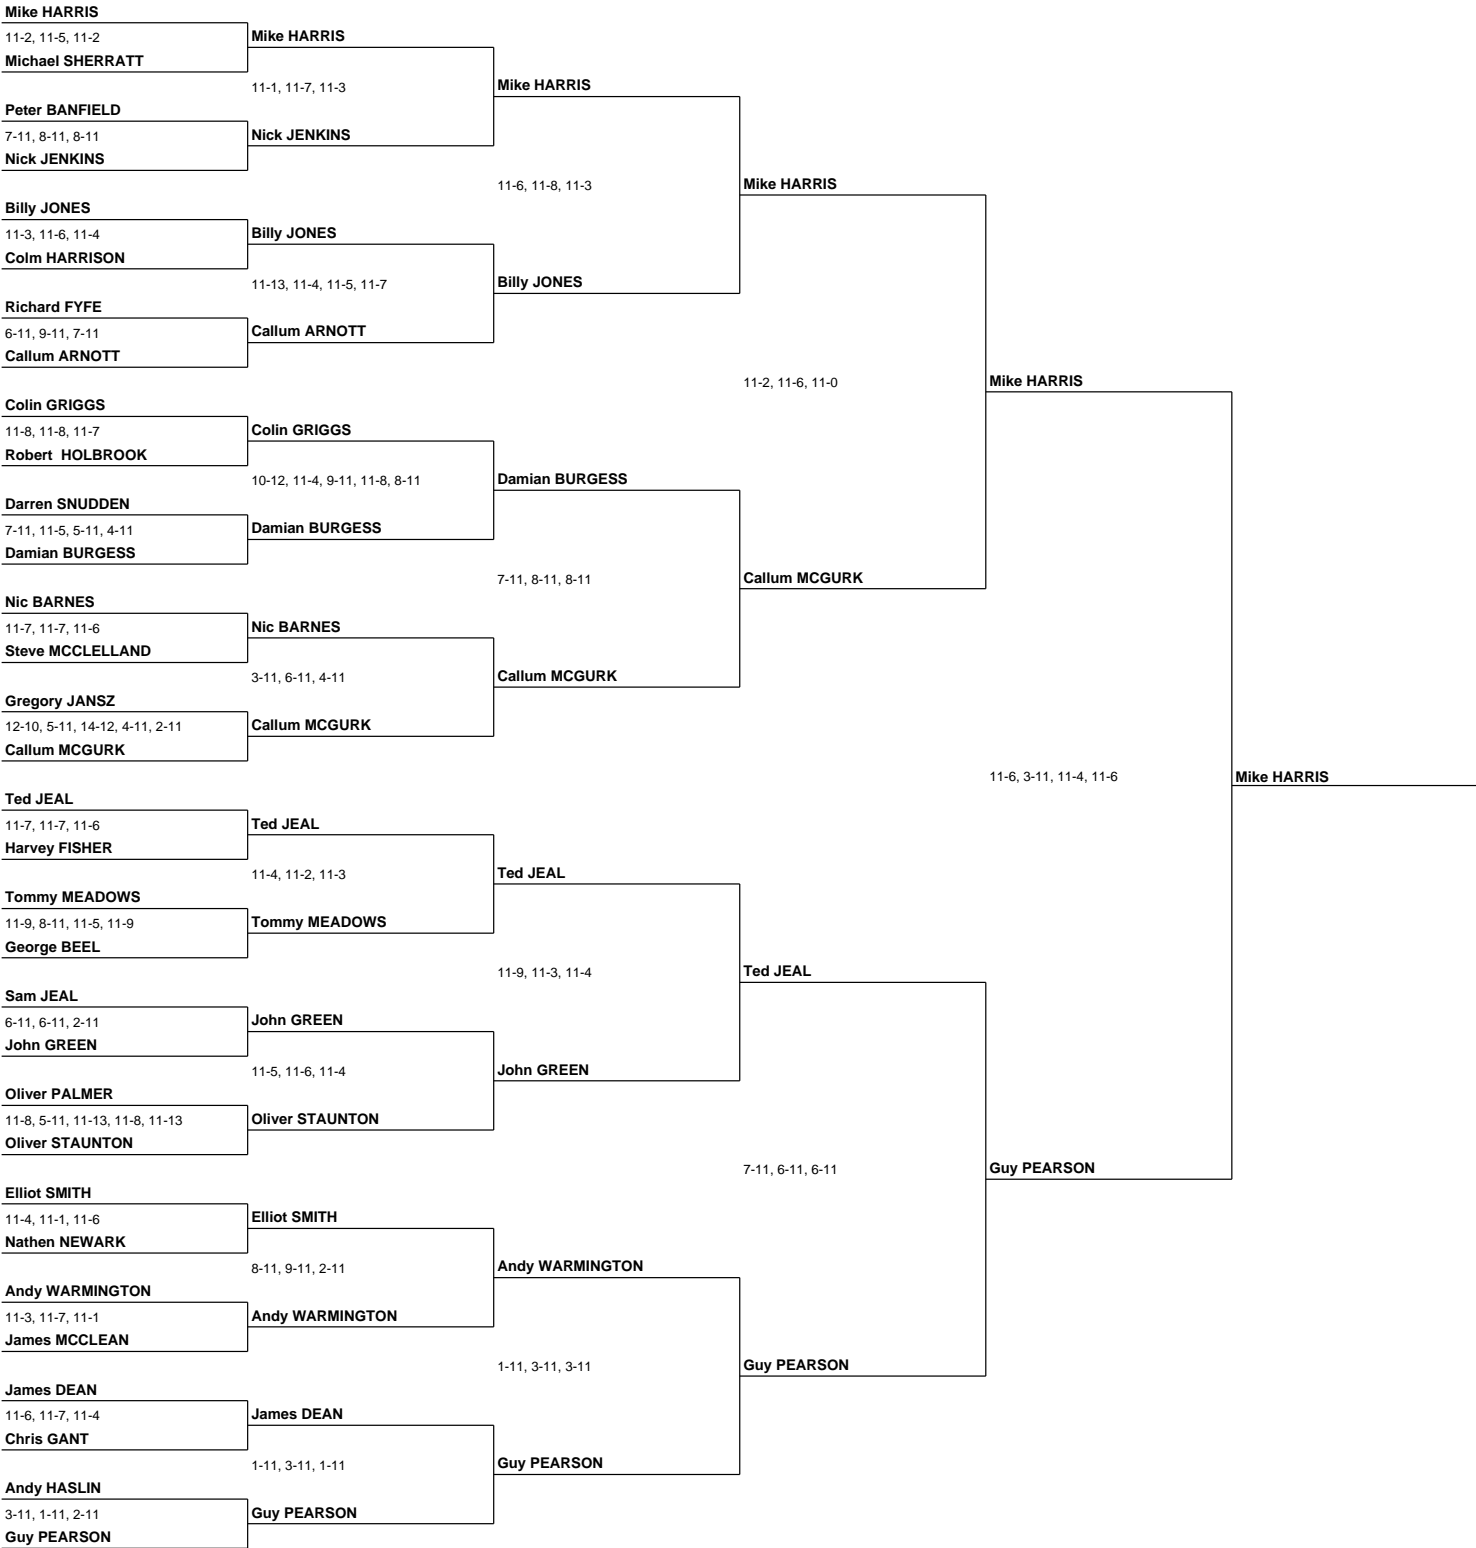 Mike HARRIS
11-2, 11-5, 11-2
Mike HARRIS
Michael SHERRATT
11-1, 11-7, 11-3
Mike HARRIS
Peter BANFIELD
7-11, 8-11, 8-11
Nick JENKINS
Nick JENKINS
11-6, 11-8, 11-3
Mike HARRIS
Billy JONES
11-3, 11-6, 11-4
Billy JONES
Colm HARRISON
11-13, 11-4, 11-5, 11-7
Billy JONES
Richard FYFE
6-11, 9-11, 7-11
Callum ARNOTT
Callum ARNOTT
11-2, 11-6, 11-0
Mike HARRIS
Colin GRIGGS
11-8, 11-8, 11-7
Colin GRIGGS
Robert  HOLBROOK
10-12, 11-4, 9-11, 11-8, 8-11
Damian BURGESS
Darren SNUDDEN
7-11, 11-5, 5-11, 4-11
Damian BURGESS
Damian BURGESS
7-11, 8-11, 8-11
Callum MCGURK
Nic BARNES
11-7, 11-7, 11-6
Nic BARNES
Steve MCCLELLAND
3-11, 6-11, 4-11
Callum MCGURK
Gregory JANSZ
12-10, 5-11, 14-12, 4-11, 2-11
Callum MCGURK
Callum MCGURK
11-6, 3-11, 11-4, 11-6
Mike HARRIS
Ted JEAL
11-7, 11-7, 11-6
Ted JEAL
Harvey FISHER
11-4, 11-2, 11-3
Ted JEAL
Tommy MEADOWS
11-9, 8-11, 11-5, 11-9
Tommy MEADOWS
George BEEL
11-9, 11-3, 11-4
Ted JEAL
Sam JEAL
6-11, 6-11, 2-11
John GREEN
John GREEN
11-5, 11-6, 11-4
John GREEN
Oliver PALMER
11-8, 5-11, 11-13, 11-8, 11-13
Oliver STAUNTON
Oliver STAUNTON
7-11, 6-11, 6-11
Guy PEARSON
Elliot SMITH
11-4, 11-1, 11-6
Elliot SMITH
Nathen NEWARK
8-11, 9-11, 2-11
Andy WARMINGTON
Andy WARMINGTON
11-3, 11-7, 11-1
Andy WARMINGTON
James MCCLEAN
1-11, 3-11, 3-11
Guy PEARSON
James DEAN
11-6, 11-7, 11-4
James DEAN
Chris GANT
1-11, 3-11, 1-11
Guy PEARSON
Andy HASLIN
3-11, 1-11, 2-11
Guy PEARSON
Guy PEARSON